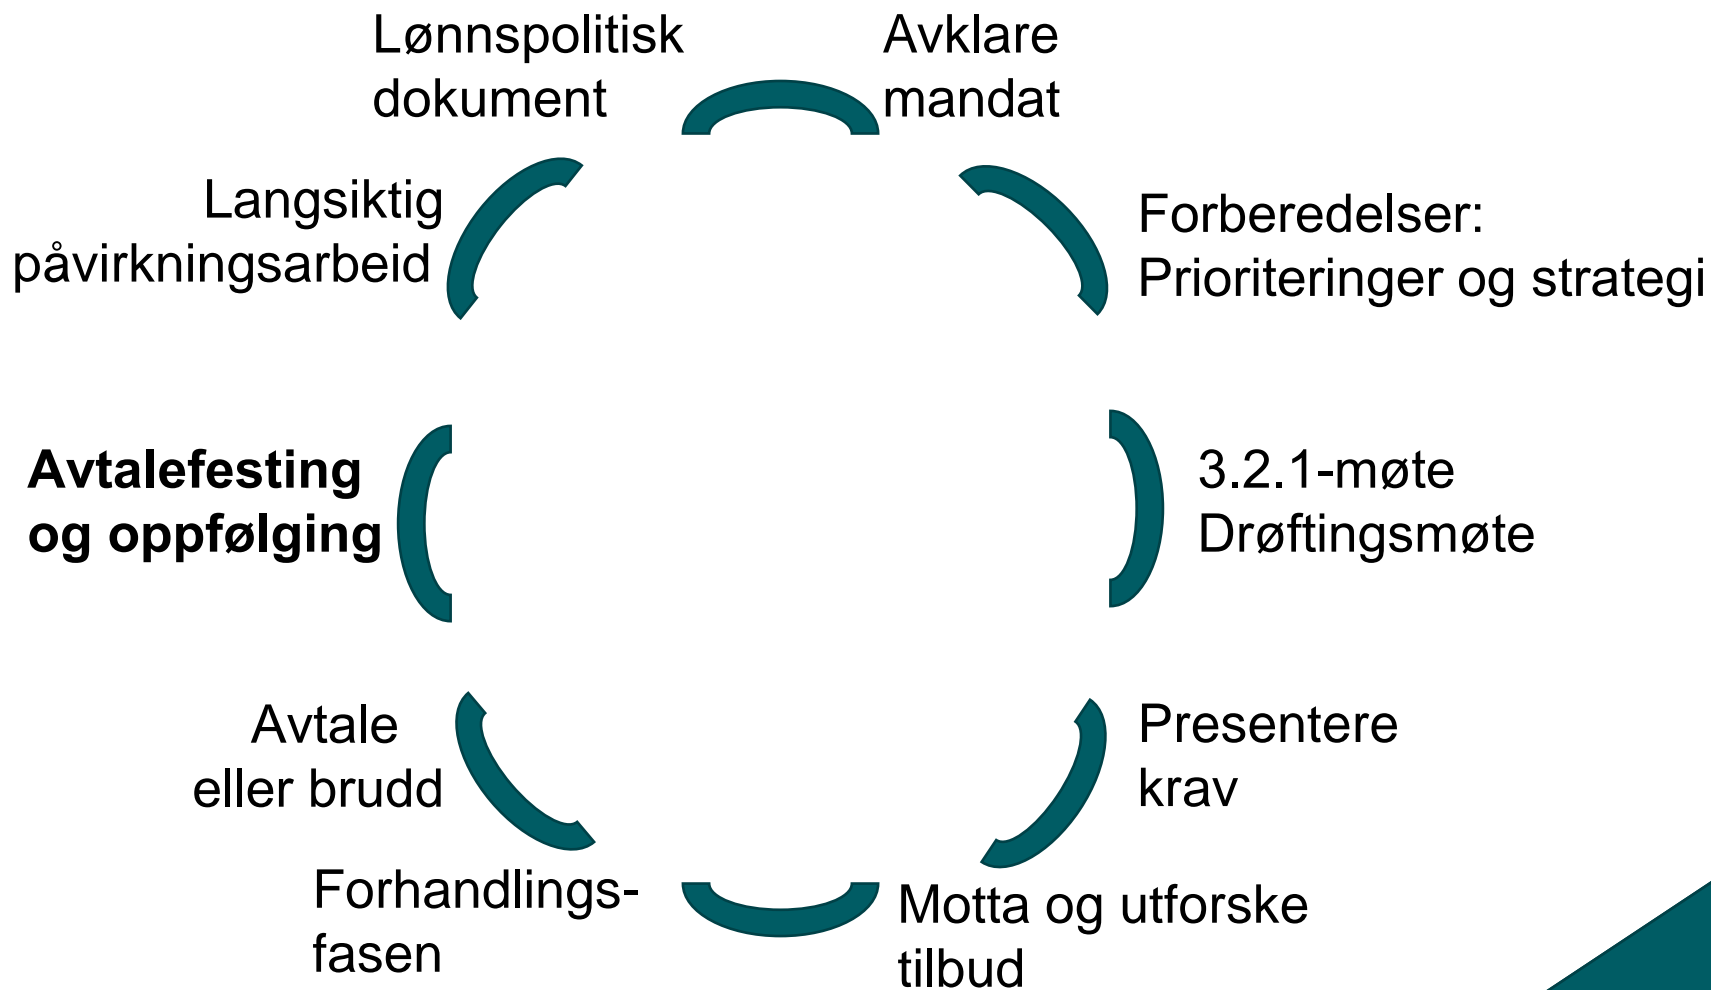 Lønnspolitisk
dokument
Avklare
mandat
Forberedelser:
Prioriteringer og strategi
3.2.1-møte
Drøftingsmøte
Presentere
krav
Motta og utforske
tilbud
Forhandlings-
fasen
Avtale
eller brudd
Avtalefesting
og oppfølging
Langsiktig
påvirkningsarbeid